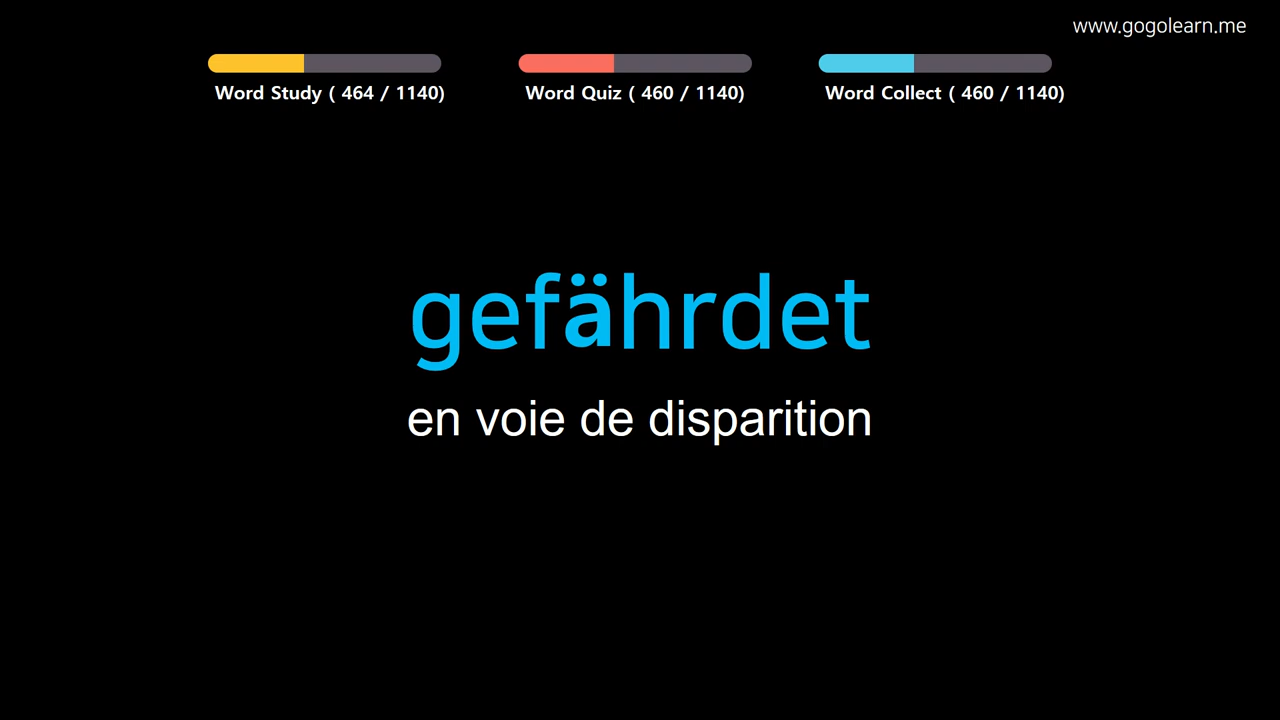 www.gogolearn.me
Word Study ( 464 / 1140)
Word Quiz ( 460 / 1140)
Word Collect ( 460 / 1140)
gefährdet
en voie de disparition